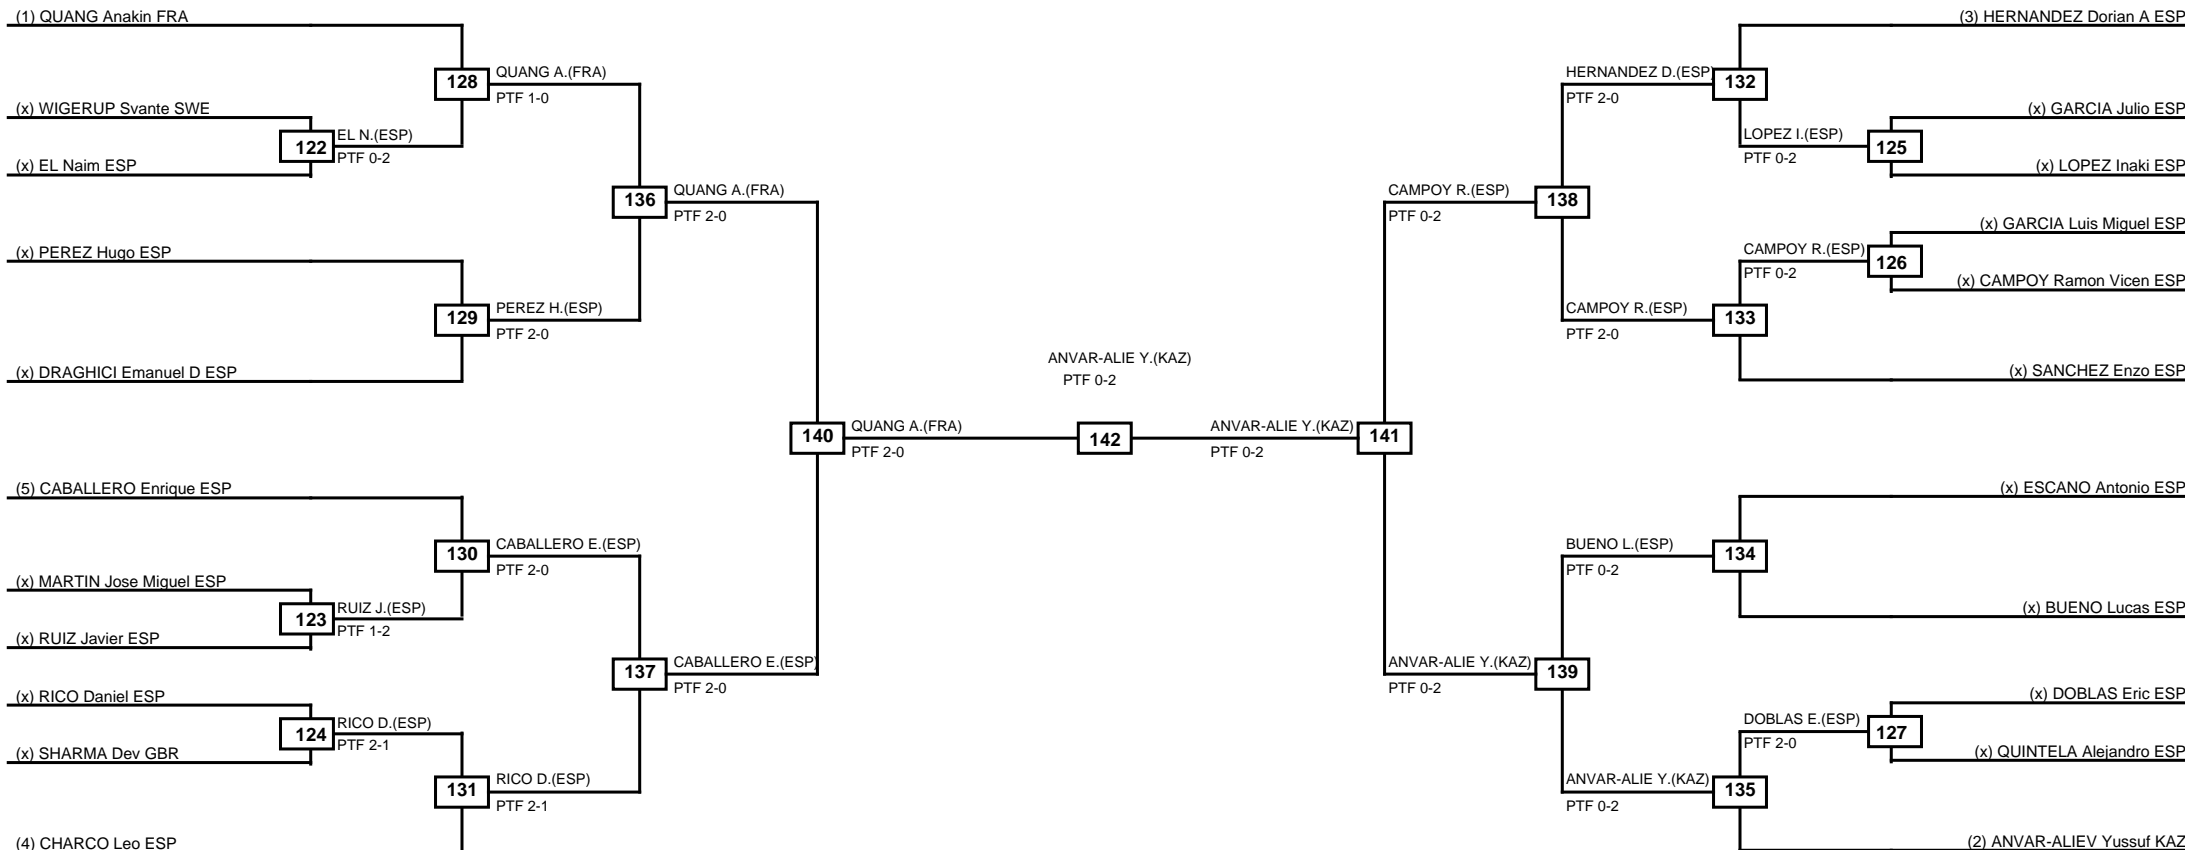 (1) QUANG Anakin FRA
(3) HERNANDEZ Dorian A ESP
128
QUANG A.(FRA)
PTF 1-0
HERNANDEZ D.(ESP)
PTF 2-0
132
(x) WIGERUP Svante SWE
(x) GARCIA Julio ESP
122
EL N.(ESP)
PTF 0-2
LOPEZ I.(ESP)
PTF 0-2
125
(x) EL Naim ESP
(x) LOPEZ Inaki ESP
136
QUANG A.(FRA)
PTF 2-0
CAMPOY R.(ESP)
PTF 0-2
138
(x) GARCIA Luis Miguel ESP
(x) PEREZ Hugo ESP
CAMPOY R.(ESP)
PTF 0-2
126
(x) CAMPOY Ramon Vicen ESP
129
PEREZ H.(ESP)
PTF 2-0
CAMPOY R.(ESP)
PTF 2-0
133
(x) DRAGHICI Emanuel D ESP
(x) SANCHEZ Enzo ESP
ANVAR-ALIE Y.(KAZ)
PTF 0-2
140
QUANG A.(FRA)
PTF 2-0
142
ANVAR-ALIE Y.(KAZ)
PTF 0-2
141
(5) CABALLERO Enrique ESP
(x) ESCANO Antonio ESP
130
CABALLERO E.(ESP)
PTF 2-0
BUENO L.(ESP)
PTF 0-2
134
(x) MARTIN Jose Miguel ESP
123
RUIZ J.(ESP)
PTF 1-2
(x) BUENO Lucas ESP
(x) RUIZ Javier ESP
137
CABALLERO E.(ESP)
PTF 2-0
ANVAR-ALIE Y.(KAZ)
PTF 0-2
139
(x) RICO Daniel ESP
(x) DOBLAS Eric ESP
124
RICO D.(ESP)
PTF 2-1
DOBLAS E.(ESP)
PTF 2-0
127
(x) SHARMA Dev GBR
(x) QUINTELA Alejandro ESP
131
RICO D.(ESP)
PTF 2-1
ANVAR-ALIE Y.(KAZ)
PTF 0-2
135
(4) CHARCO Leo ESP
(2) ANVAR-ALIEV Yussuf KAZ